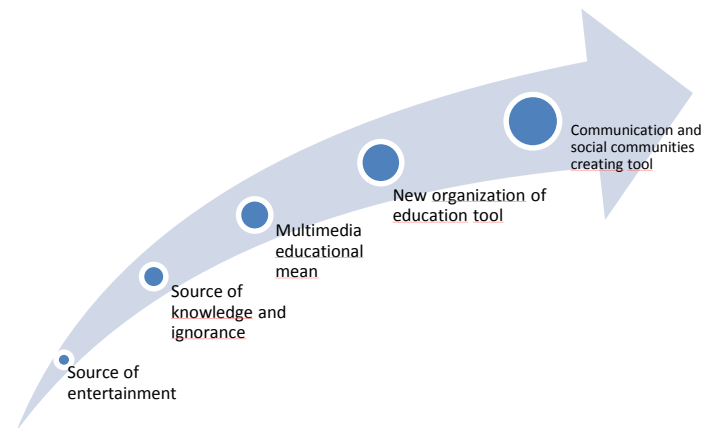 Communication and
social communities
creating tool
New organization of
education tool
Multimedia
educational
mean
Source of
knowledge and
ignorance
Source of
entertainment